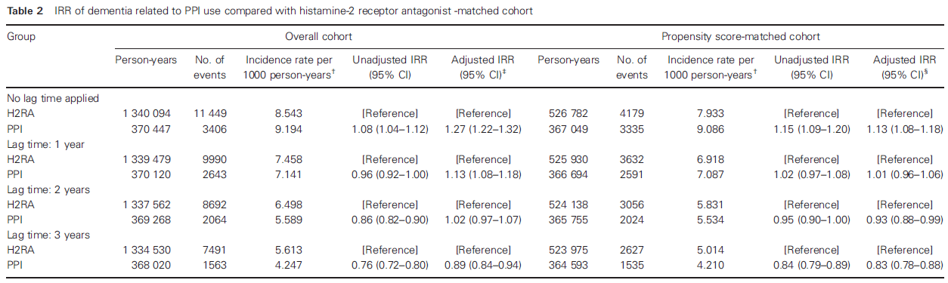 Table 2 IRR of dementia related to PPI use compared with histamine-2 receptor antagonist -matched cohort
Group Overall cohort Propensity score-matched cohort
Person-years No. of events Incidence rate per 1000 person-years† Unadjusted IRR (95% CI) Adjusted IRR (95% CI)‡ Person-years No. of events Incidence rate per 1000 person-years† Unadjusted IRR (95% CI) Adjusted IRR (95% CI)§
No lag time applied
H2RA 1 340 094 11 449 8.543 [Reference] [Reference] 526 782 4179 7.933 [Reference] [Reference]
PPI 370 447 3406 9.194 1.08 (1.04–1.12) 1.27 (1.22–1.32) 367 049 3335 9.086 1.15 (1.09–1.20) 1.13 (1.08-1.18)
Lag time: 1 year
H2RA 1 339 479 9990 7.458 [Reference] [Reference] 525 930 3632 6.918 [Reference] [Reference]
PPI 370 120 2643 7.141 0.96 (0.92–1.00) 1.13 (1.08-1.18) 366 694 2591 7.087 1.02 (0.97–1.08) 1.01 (0.96–1.06)
Lag time: 2 years
H2RA 1 337 562 8692 6.498 [Reference] [Reference] 524 138 3056 5.831 [Reference] [Reference]
PPI 369 268 2064 5.589 0.86 (0.82–0.90) 1.02 (0.97–1.07) 365 755 2024 5.534 0.95 (0.90–1.00) 0.93 (0.88–0.99)
Lag time: 3 years
H2RA 1 334 530 7491 5.613 [Reference] [Reference] 523 975 2627 5.014 [Reference] [Reference]
PPI 368 020 1563 4.247 0.76 (0.72–0.80) 0.89 (0.84–0.94) 364 593 1535 4.210 0.84 (0.79–0.89) 0.83 (0.78–0.88)